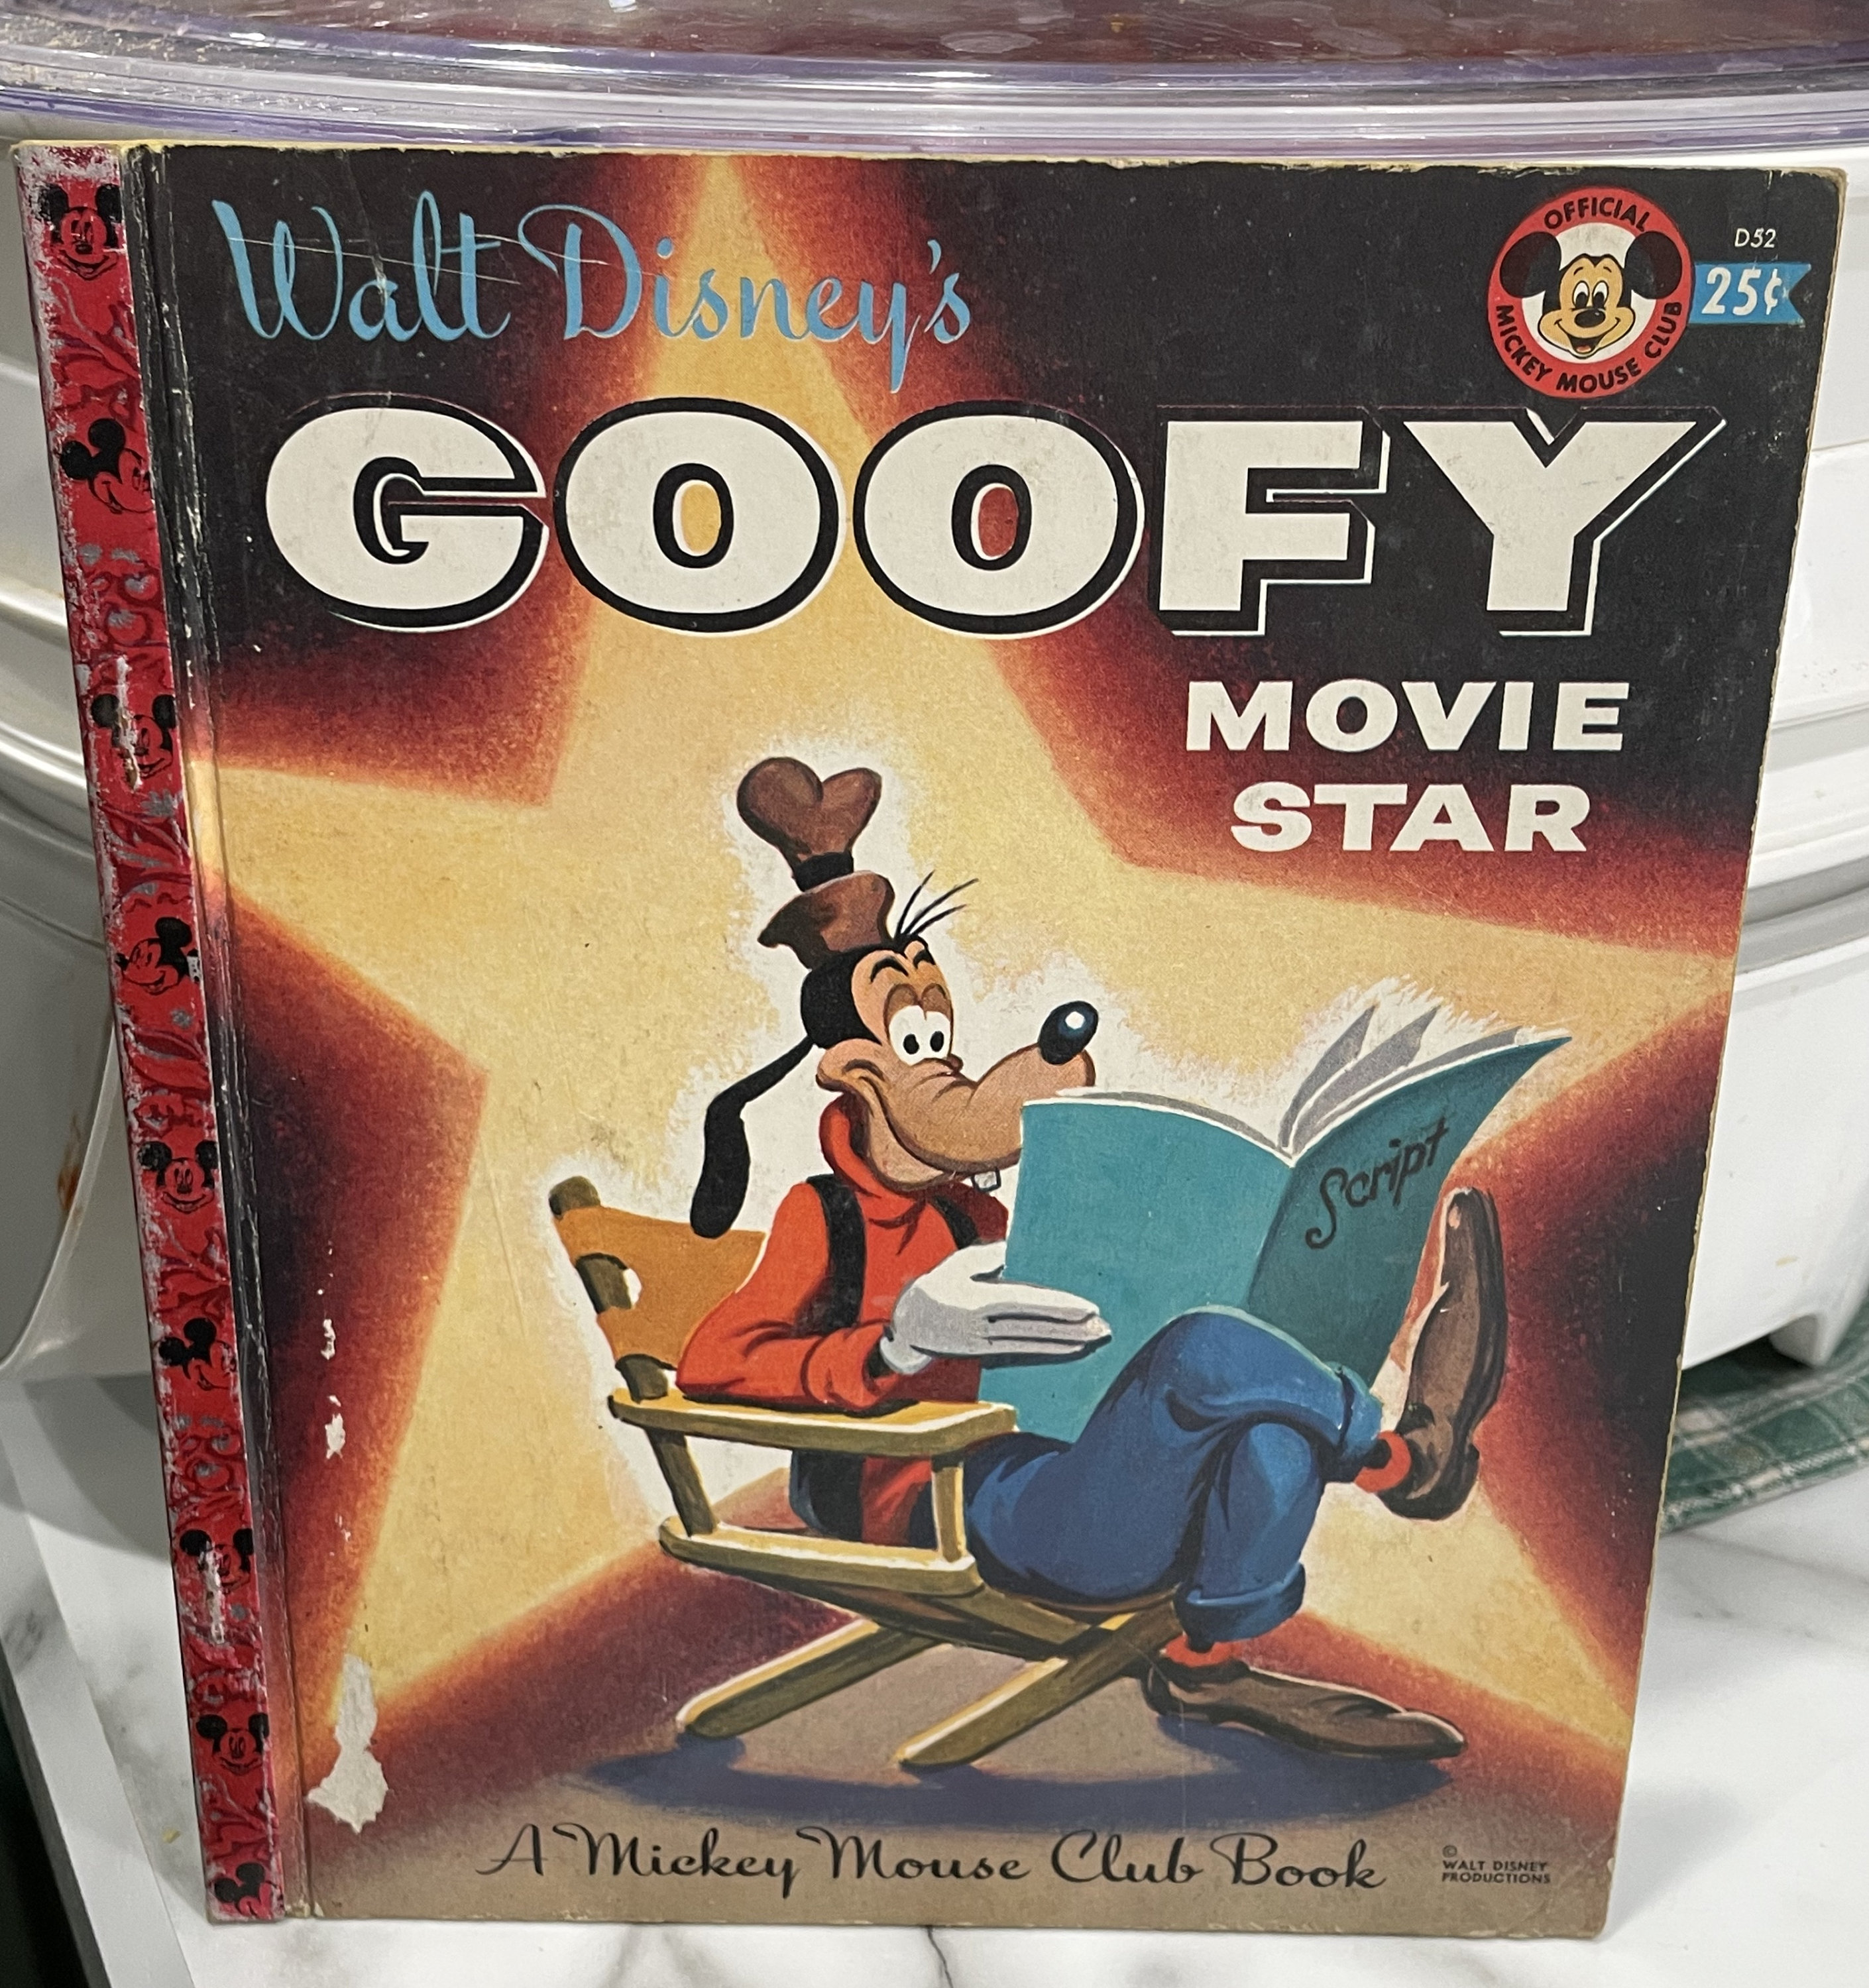 Walt Disney's
OFFICIAL
MICKEY MOUSE CLUB
D52
25¢
GOOFY
MOVIE
STAR
Script
A Mickey Mouse Club Book
©
WALT DISNEY
PRODUCTIONS